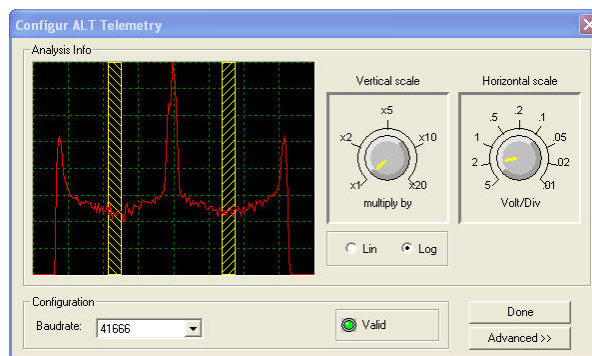 Configur ALT Telemetry
Analysis Info
Vertical scale
x1
x2
x5
x10
x20
multiply by
Lin
Log
Horizontal scale
5
2
1
.5
.2
.1
.05
.02
.01
Volt/Div
Configuration
Baudrate:
41666
Valid
Done
Advanced >>